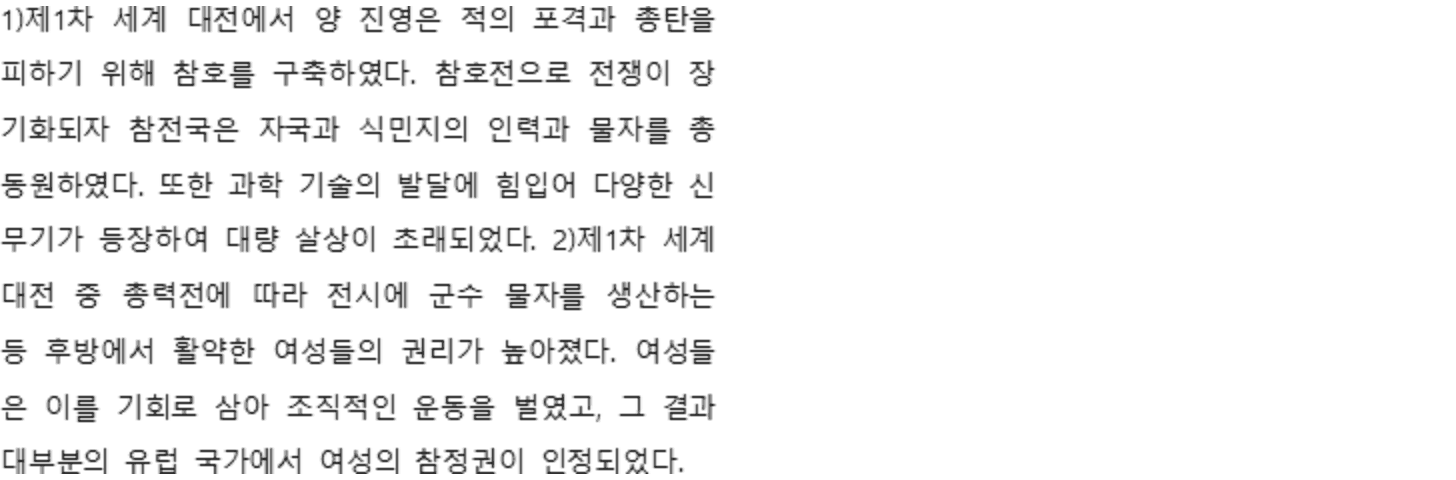 1)제1차 세계 대전에서 양 진영은 적의 포격과 총탄을
피하기 위해 참호를 구축하였다. 참호전으로 전쟁이 장
기화되자 참전국은 자국과 식민지의 인력과 물자를 총
동원하였다. 또한 과학 기술의 발달에 힘입어 다양한 신
무기가 등장하여 대량 살상이 초래되었다. 2)제1차 세계
대전 중 총력전에 따라 전시에 군수 물자를 생산하는
등 후방에서 활약한 여성들의 권리가 높아졌다. 여성들
은 이를 기회로 삼아 조직적인 운동을 벌였고, 그 결과
대부분의 유럽 국가에서 여성의 참정권이 인정되었다.